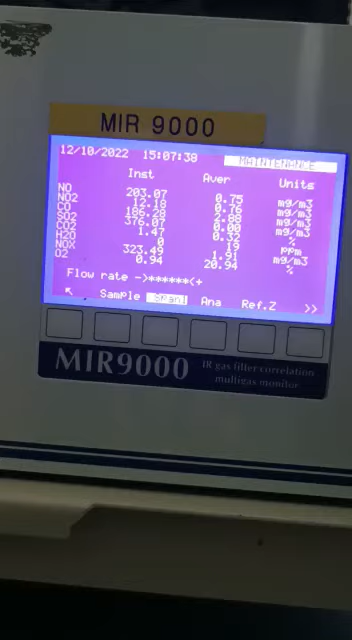 MIR 9000
12/10/2022 15:07:38 MAINTENANCE
Inst Aver Units
NO 203.07 0.75 mg/m3
NO2 12.18 0.76 mg/m3
CO 186.28 2.88 mg/m3
SO2 376.07 0.00 mg/m3
CO2 1.47 0.32 %
H2O 0 19 ppm
NOX 323.49 1.91 mg/m3
O2 0.94 20.94 %
Flow rate ->******<+
Sample Span1 Ana Ref.Z >>
MIR9000 IR gas filter correlation
multigas monitor